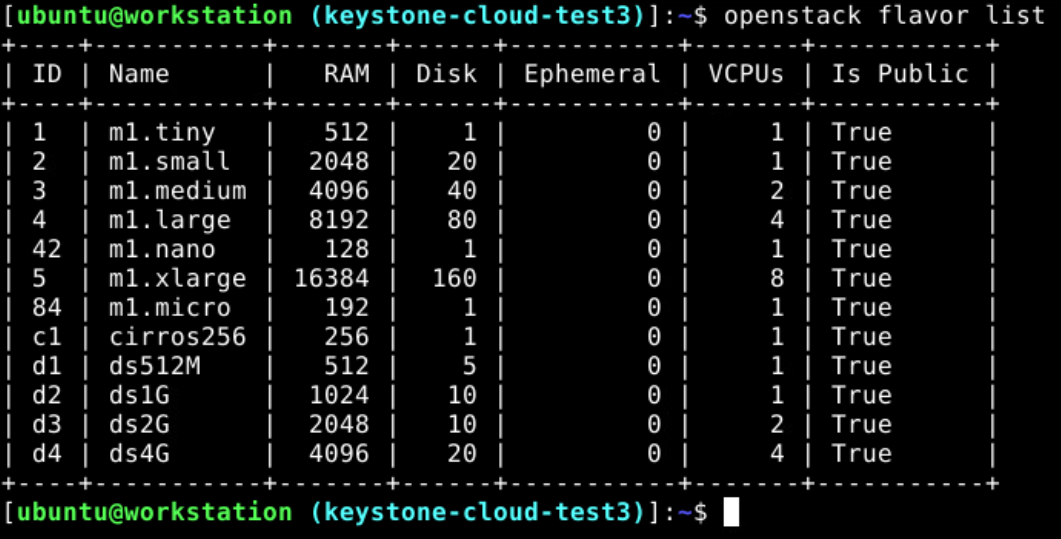 [ubuntu@workstation (keystone-cloud-test3)]:~$ openstack flavor list
+----+-----------+-------+------+-----------+-------+-----------+
| ID | Name      |   RAM | Disk | Ephemeral | VCPUs | Is Public |
+----+-----------+-------+------+-----------+-------+-----------+
| 1  | m1.tiny   |   512 |    1 |         0 |     1 | True      |
| 2  | m1.small  |  2048 |   20 |         0 |     1 | True      |
| 3  | m1.medium |  4096 |   40 |         0 |     2 | True      |
| 4  | m1.large  |  8192 |   80 |         0 |     4 | True      |
| 42 | m1.nano   |   128 |    1 |         0 |     1 | True      |
| 5  | m1.xlarge | 16384 |  160 |         0 |     8 | True      |
| 84 | m1.micro  |   192 |    1 |         0 |     1 | True      |
| c1 | cirros256 |   256 |    1 |         0 |     1 | True      |
| d1 | ds512M    |   512 |    5 |         0 |     1 | True      |
| d2 | ds1G      |  1024 |   10 |         0 |     1 | True      |
| d3 | ds2G      |  2048 |   10 |         0 |     2 | True      |
| d4 | ds4G      |  4096 |   20 |         0 |     4 | True      |
+----+-----------+-------+------+-----------+-------+-----------+
[ubuntu@workstation (keystone-cloud-test3)]:~$